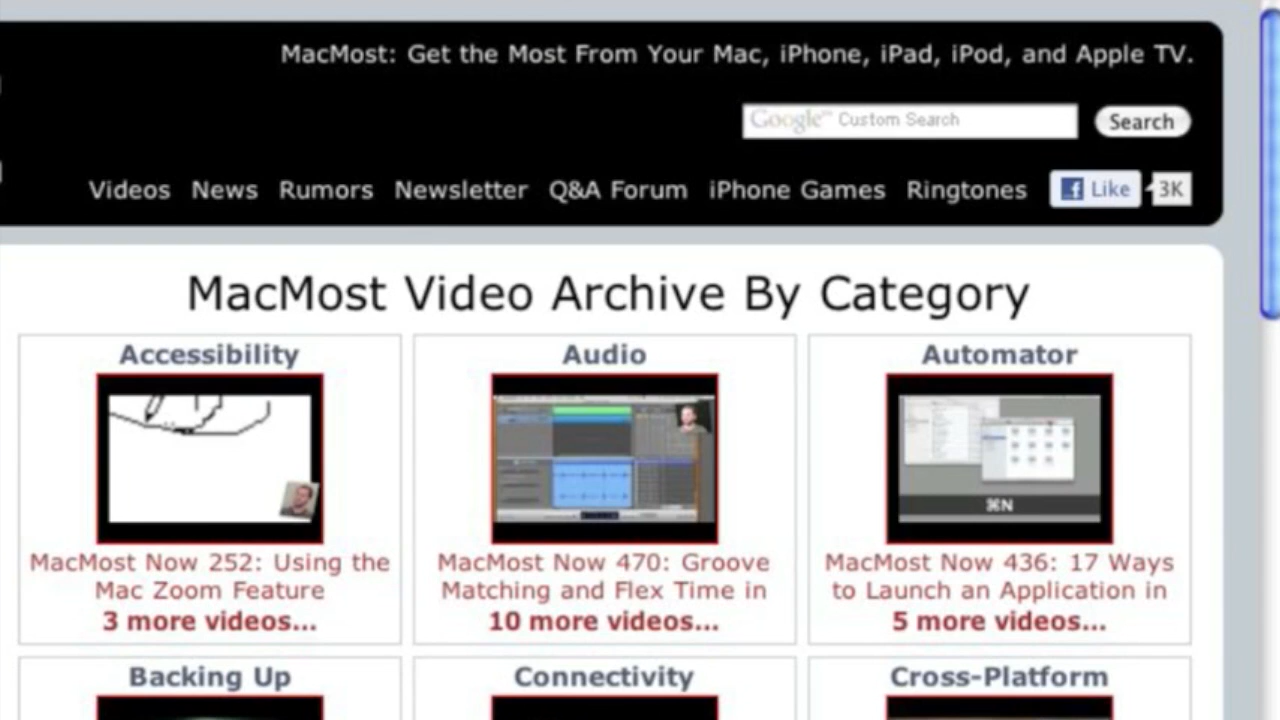 MacMost: Get the Most From Your Mac, iPhone, iPad, iPod, and Apple TV.
Google™ Custom Search
Search
Videos News Rumors Newsletter Q&A Forum iPhone Games Ringtones Like 3K
MacMost Video Archive By Category
Accessibility Audio Automator
⌘N
MacMost Now 252: Using the MacMost Now 470: Groove MacMost Now 436: 17 Ways
Mac Zoom Feature Matching and Flex Time in to Launch an Application in
3 more videos... 10 more videos... 5 more videos...
Backing Up Connectivity Cross-Platform